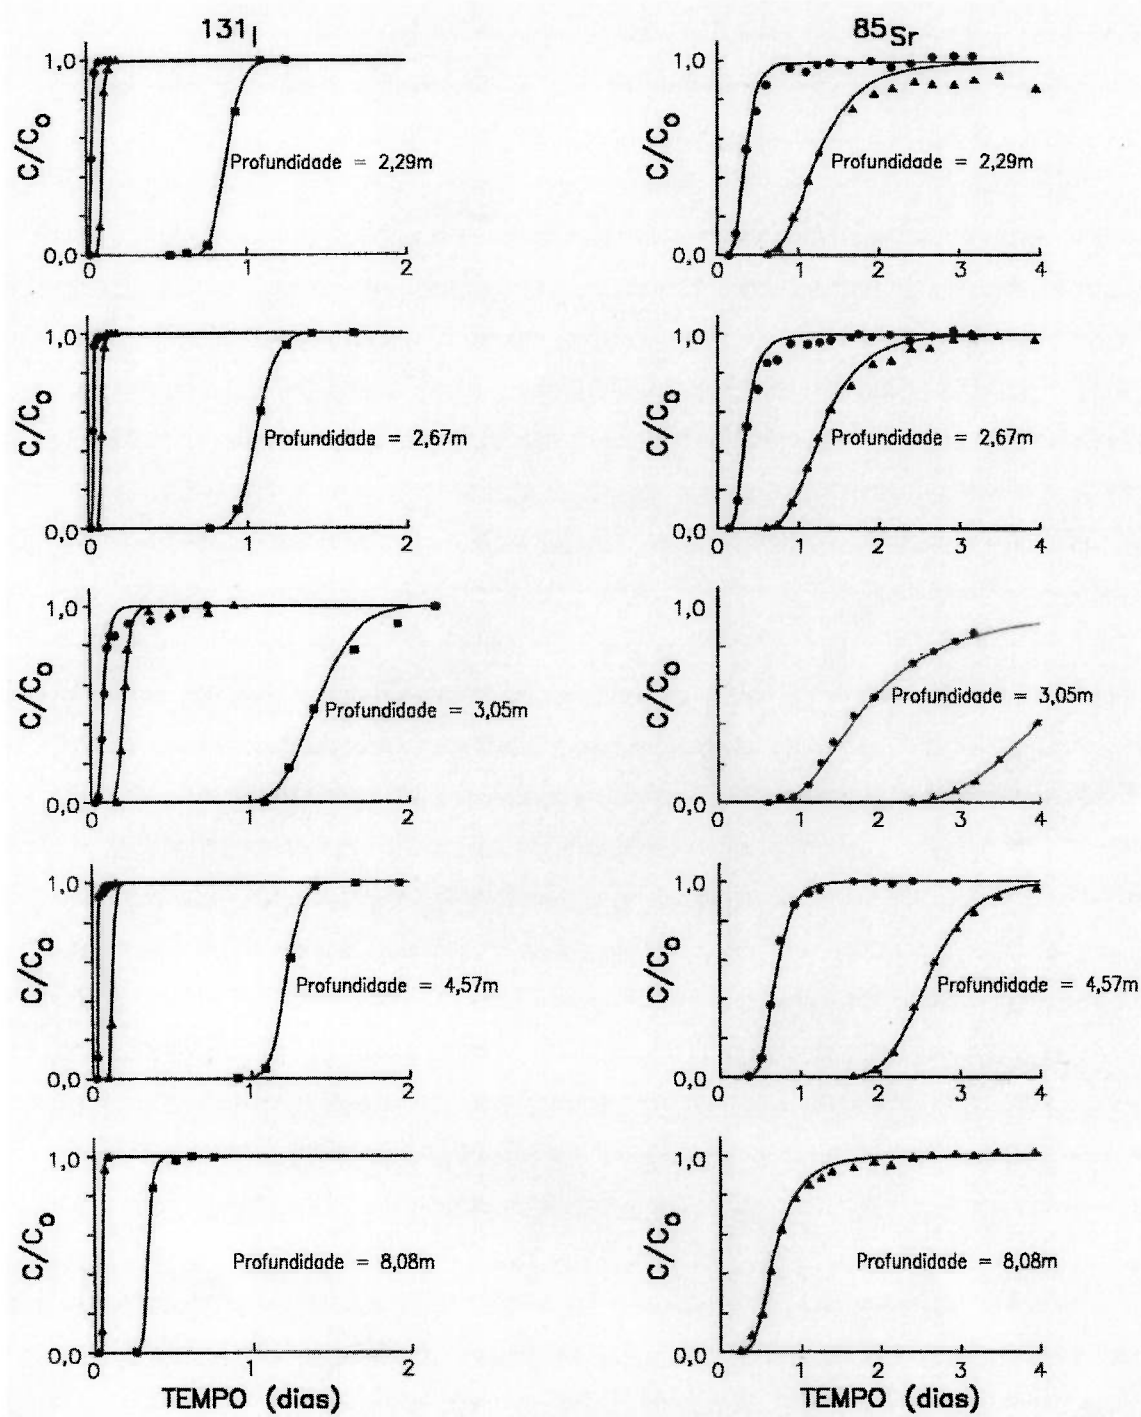 131I
85Sr
1,0
C/Co
0,0
Profundidade = 2,29m
0
1
2
1,0
C/Co
0,0
Profundidade = 2,29m
0
1
2
3
4
1,0
C/Co
0,0
Profundidade = 2,67m
0
1
2
1,0
C/Co
0,0
Profundidade = 2,67m
0
1
2
3
4
1,0
C/Co
0,0
Profundidade = 3,05m
0
1
2
1,0
C/Co
0,0
Profundidade = 3,05m
0
1
2
3
4
1,0
C/Co
0,0
Profundidade = 4,57m
0
1
2
1,0
C/Co
0,0
Profundidade = 4,57m
0
1
2
3
4
1,0
C/Co
0,0
Profundidade = 8,08m
0
1
2
TEMPO (dias)
1,0
C/Co
0,0
Profundidade = 8,08m
0
1
2
3
4
TEMPO (dias)